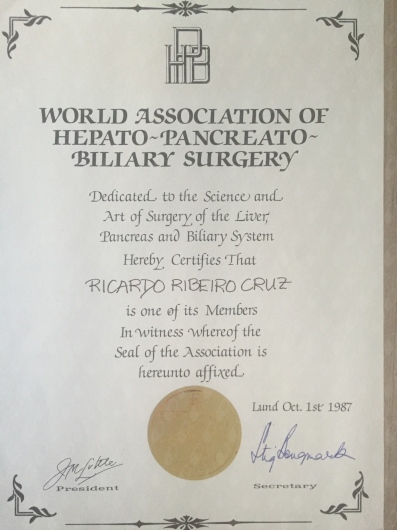 HPB
WORLD ASSOCIATION OF
HEPATO~PANCREATO~
BILIARY SURGERY
Dedicated to the Science and
Art of Surgery of the Liver,
Pancreas and Biliary System
Hereby Certifies That
RICARDO RIBEIRO CRUZ
is one of its Members
In witness whereof the
Seal of the Association is
hereunto affixed
Lund Oct. 1st 1987
President
Secretary